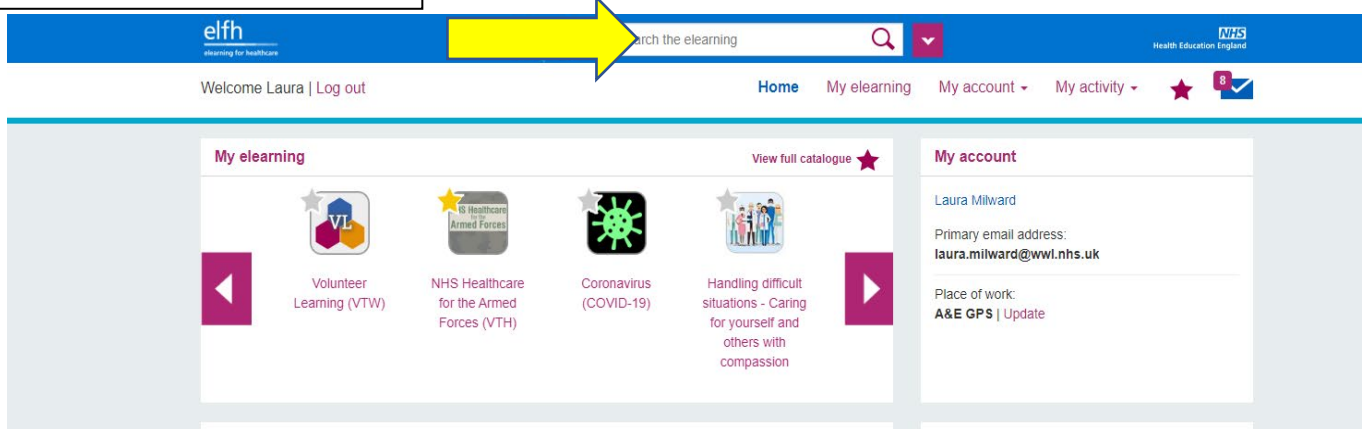 elfh
elearning for healthcare
the elearning
NHS
Health Education England
Welcome Laura | Log out
Home My elearning My account My activity 8
My elearning
View full catalogue
My account
VL
Healthcare
for the
Armed Forces
Volunteer
Learning (VTW)
NHS Healthcare
for the Armed
Forces (VTH)
Coronavirus
(COVID-19)
Handling difficult
situations - Caring
for yourself and
others with
compassion
Laura Milward
Primary email address:
laura.milward@wwl.nhs.uk
Place of work:
A&E GPS | Update